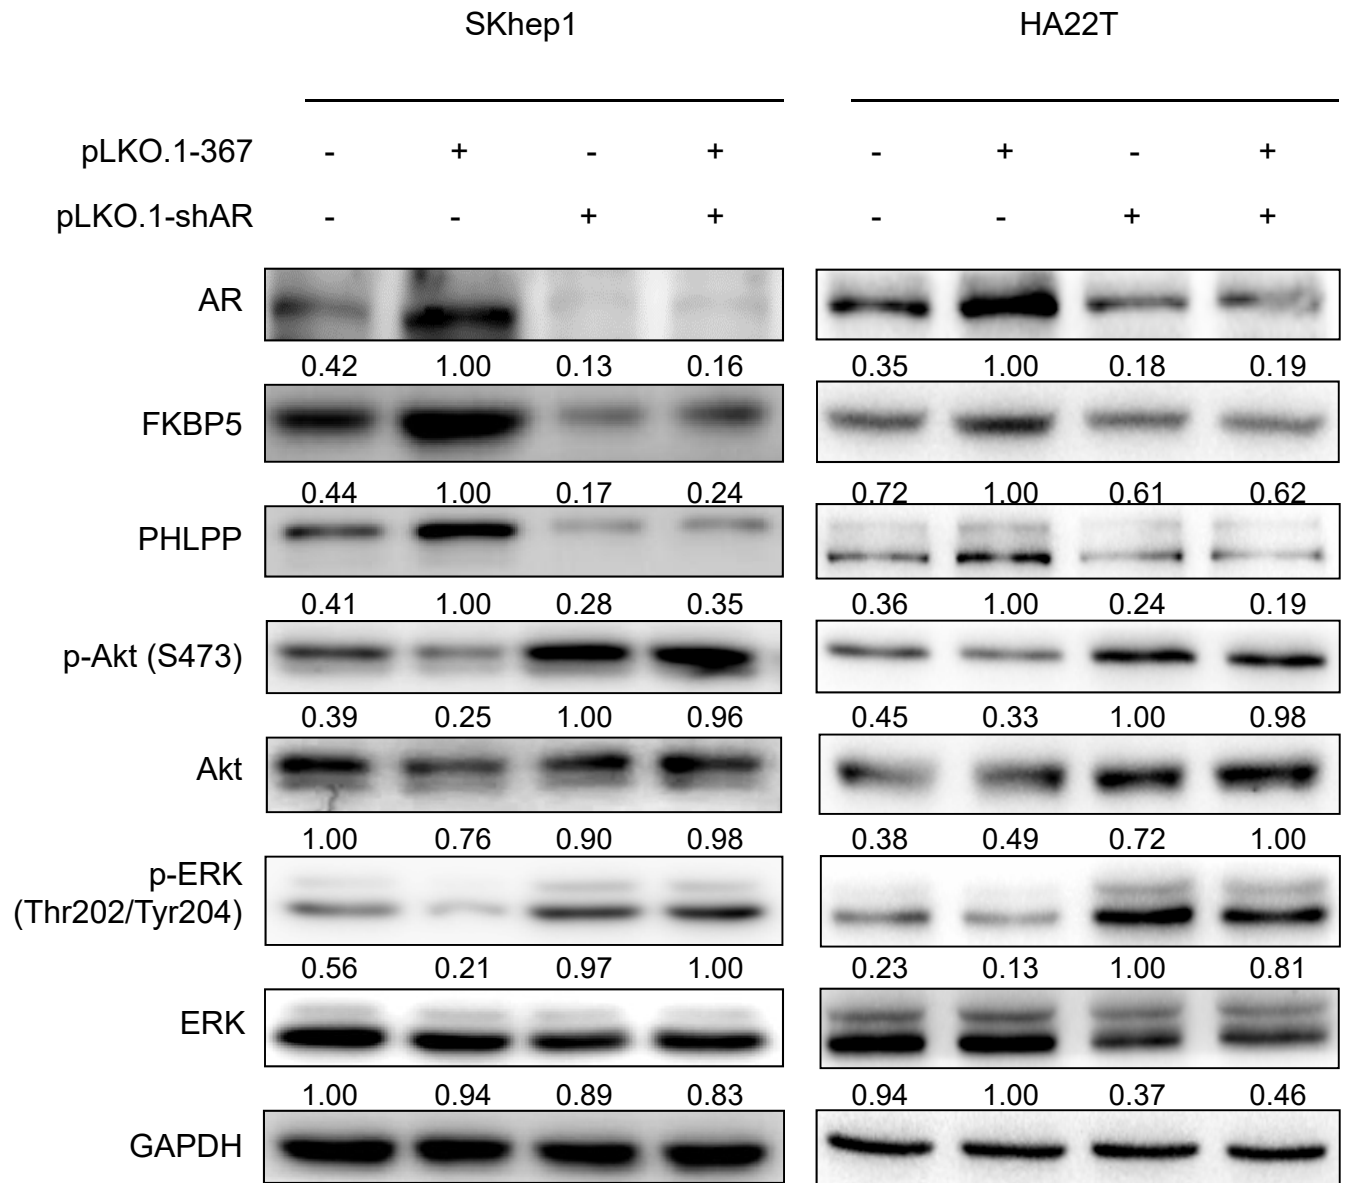 SKhep1 HA22T
pLKO.1-367 - + - + - + - +
pLKO.1-shAR - - + + - - + +
AR
0.42 1.00 0.13 0.16 0.35 1.00 0.18 0.19
FKBP5
0.44 1.00 0.17 0.24 0.72 1.00 0.61 0.62
PHLPP
0.41 1.00 0.28 0.35 0.36 1.00 0.24 0.19
p-Akt (S473)
0.39 0.25 1.00 0.96 0.45 0.33 1.00 0.98
Akt
1.00 0.76 0.90 0.98 0.38 0.49 0.72 1.00
p-ERK
(Thr202/Tyr204)
0.56 0.21 0.97 1.00 0.23 0.13 1.00 0.81
ERK
1.00 0.94 0.89 0.83 0.94 1.00 0.37 0.46
GAPDH